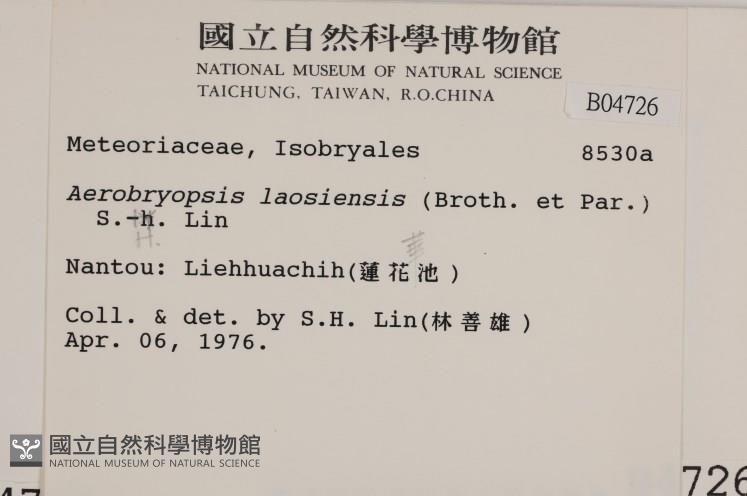 國立自然科學博物館
NATIONAL MUSEUM OF NATURAL SCIENCE
TAICHUNG, TAIWAN, R.O.CHINA
B04726
Meteoriaceae, Isobryales 8530a
Aerobryopsis laosiensis (Broth. et Par.)
S.-h. Lin
H.
華
Nantou: Liehhuachih(蓮花池)
Coll. & det. by S.H. Lin(林善雄)
Apr. 06, 1976.
國立自然科學博物館
NATIONAL MUSEUM OF NATURAL SCIENCE
47
726